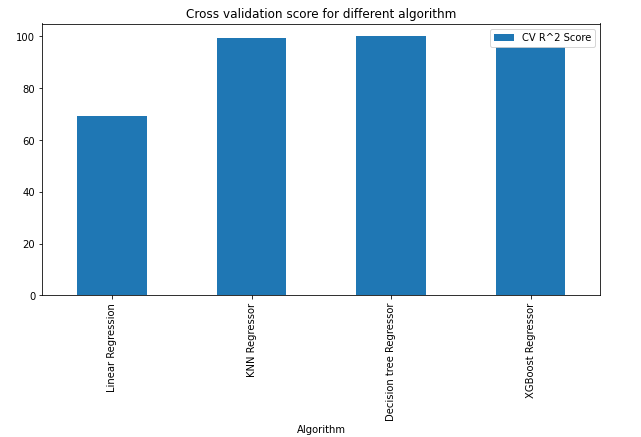 Cross validation score for different algorithm
CV R^2 Score
100
80
60
40
20
0
Linear Regression
KNN Regressor
Decision tree Regressor
XGBoost Regressor
Algorithm